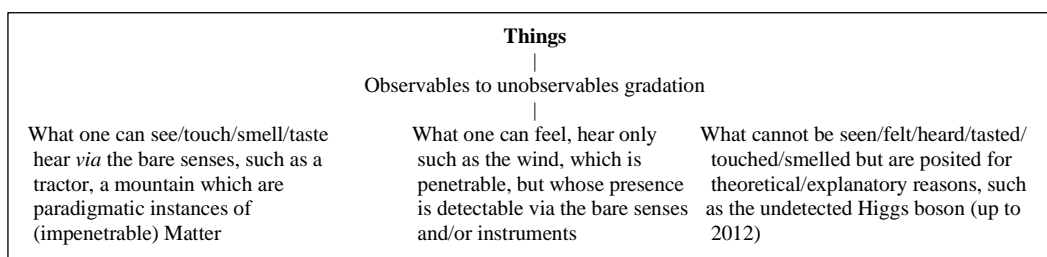 Things
|
Observables to unobservables gradation
|
What one can see/touch/smell/taste
hear via the bare senses, such as a
tractor, a mountain which are
paradigmatic instances of
(impenetrable) Matter
What one can feel, hear only
such as the wind, which is
penetrable, but whose presence
is detectable via the bare senses
and/or instruments
What cannot be seen/felt/heard/tasted/
touched/smelled but are posited for
theoretical/explanatory reasons, such
as the undetected Higgs boson (up to
2012)